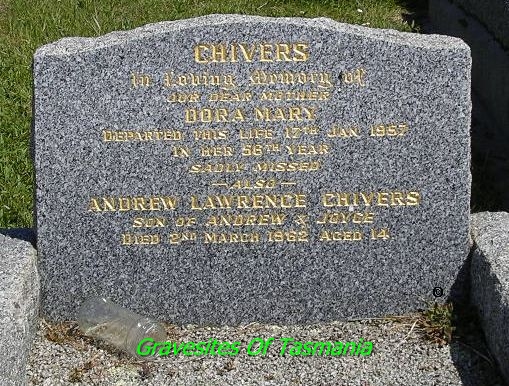 CHIVERS
In Loving Memory of
OUR DEAR MOTHER
DORA MARY
DEPARTED THIS LIFE 17TH JAN. 1957
IN HER 56TH YEAR
SADLY MISSED
— ALSO —
ANDREW LAWRENCE CHIVERS
SON OF ANDREW & JOYCE
DIED 2ND MARCH 1962 AGED 14
Gravesites Of Tasmania